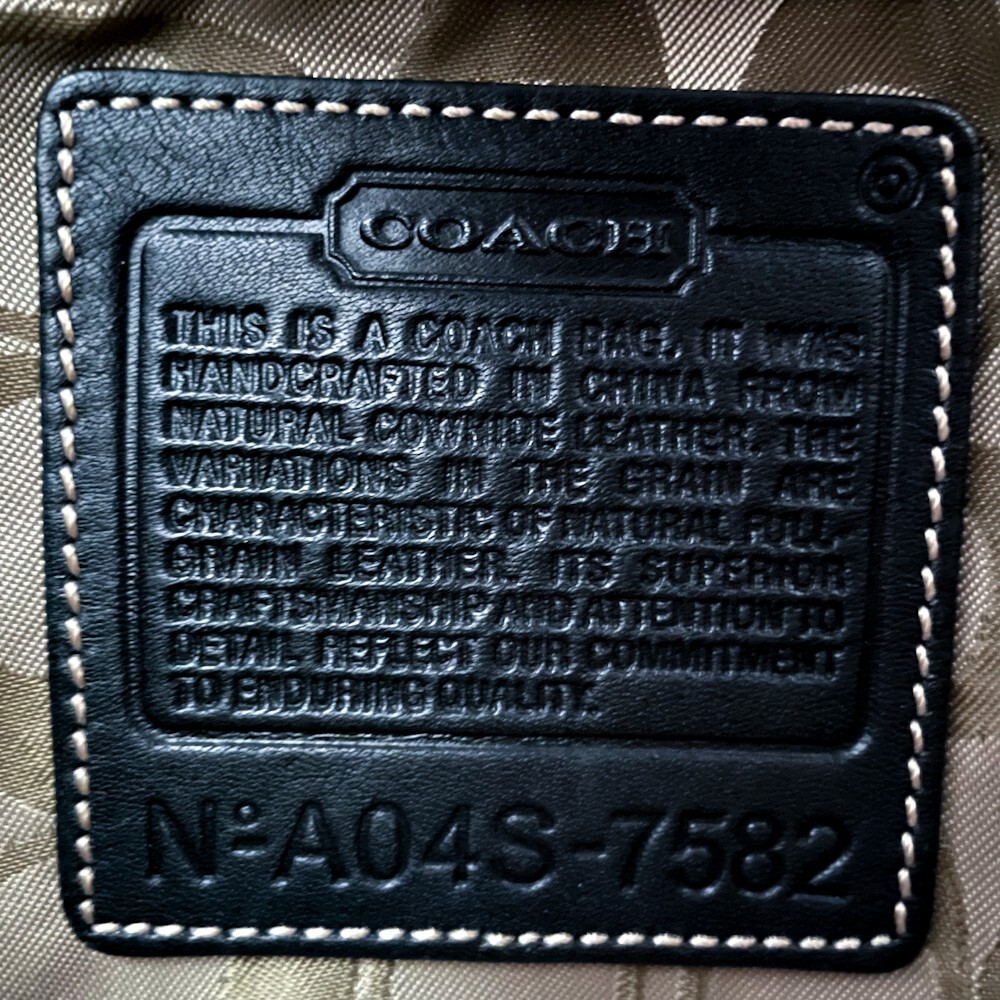 COACH
THIS IS A COACH BAG. IT WAS
HANDCRAFTED IN CHINA FROM
NATURAL COWHIDE LEATHER. THE
VARIATIONS IN THE GRAIN ARE
CHARACTERISTIC OF NATURAL FULL-
GRAIN LEATHER. ITS SUPERIOR
CRAFTSMANSHIP AND ATTENTION TO
DETAIL REFLECT OUR COMMITMENT
TO ENDURING QUALITY.
Nº A04S-7582